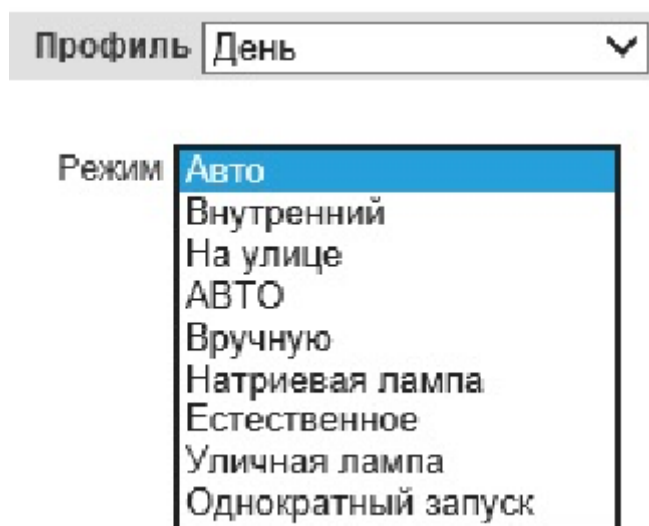 Профиль День
Режим Авто
Внутренний
На улице
АВТО
Вручную
Натриевая лампа
Естественное
Уличная лампа
Однократный запуск